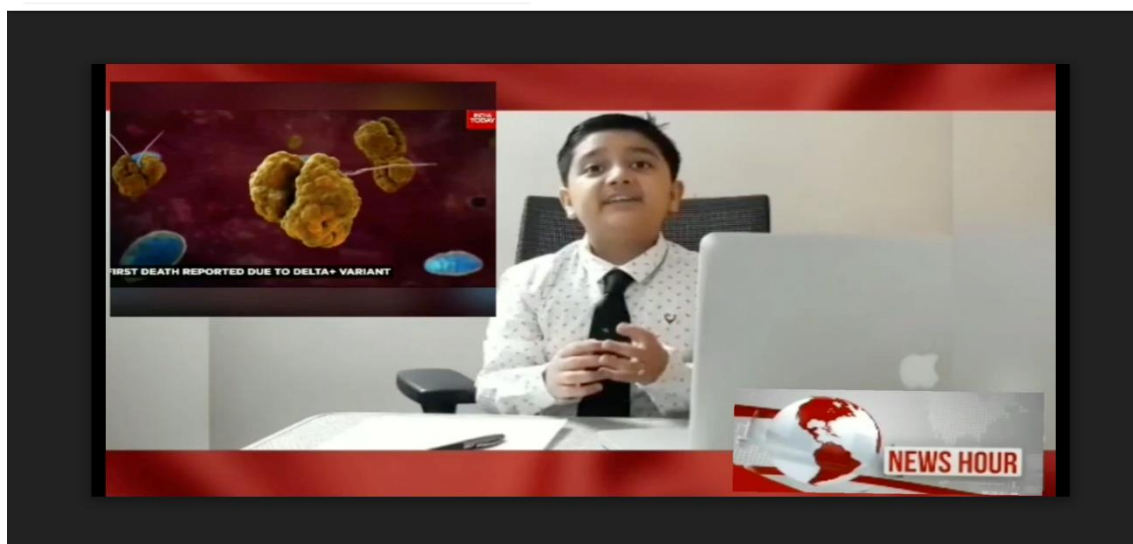 INDIA
TODAY
FIRST DEATH REPORTED DUE TO DELTA+ VARIANT
NEWS HOUR